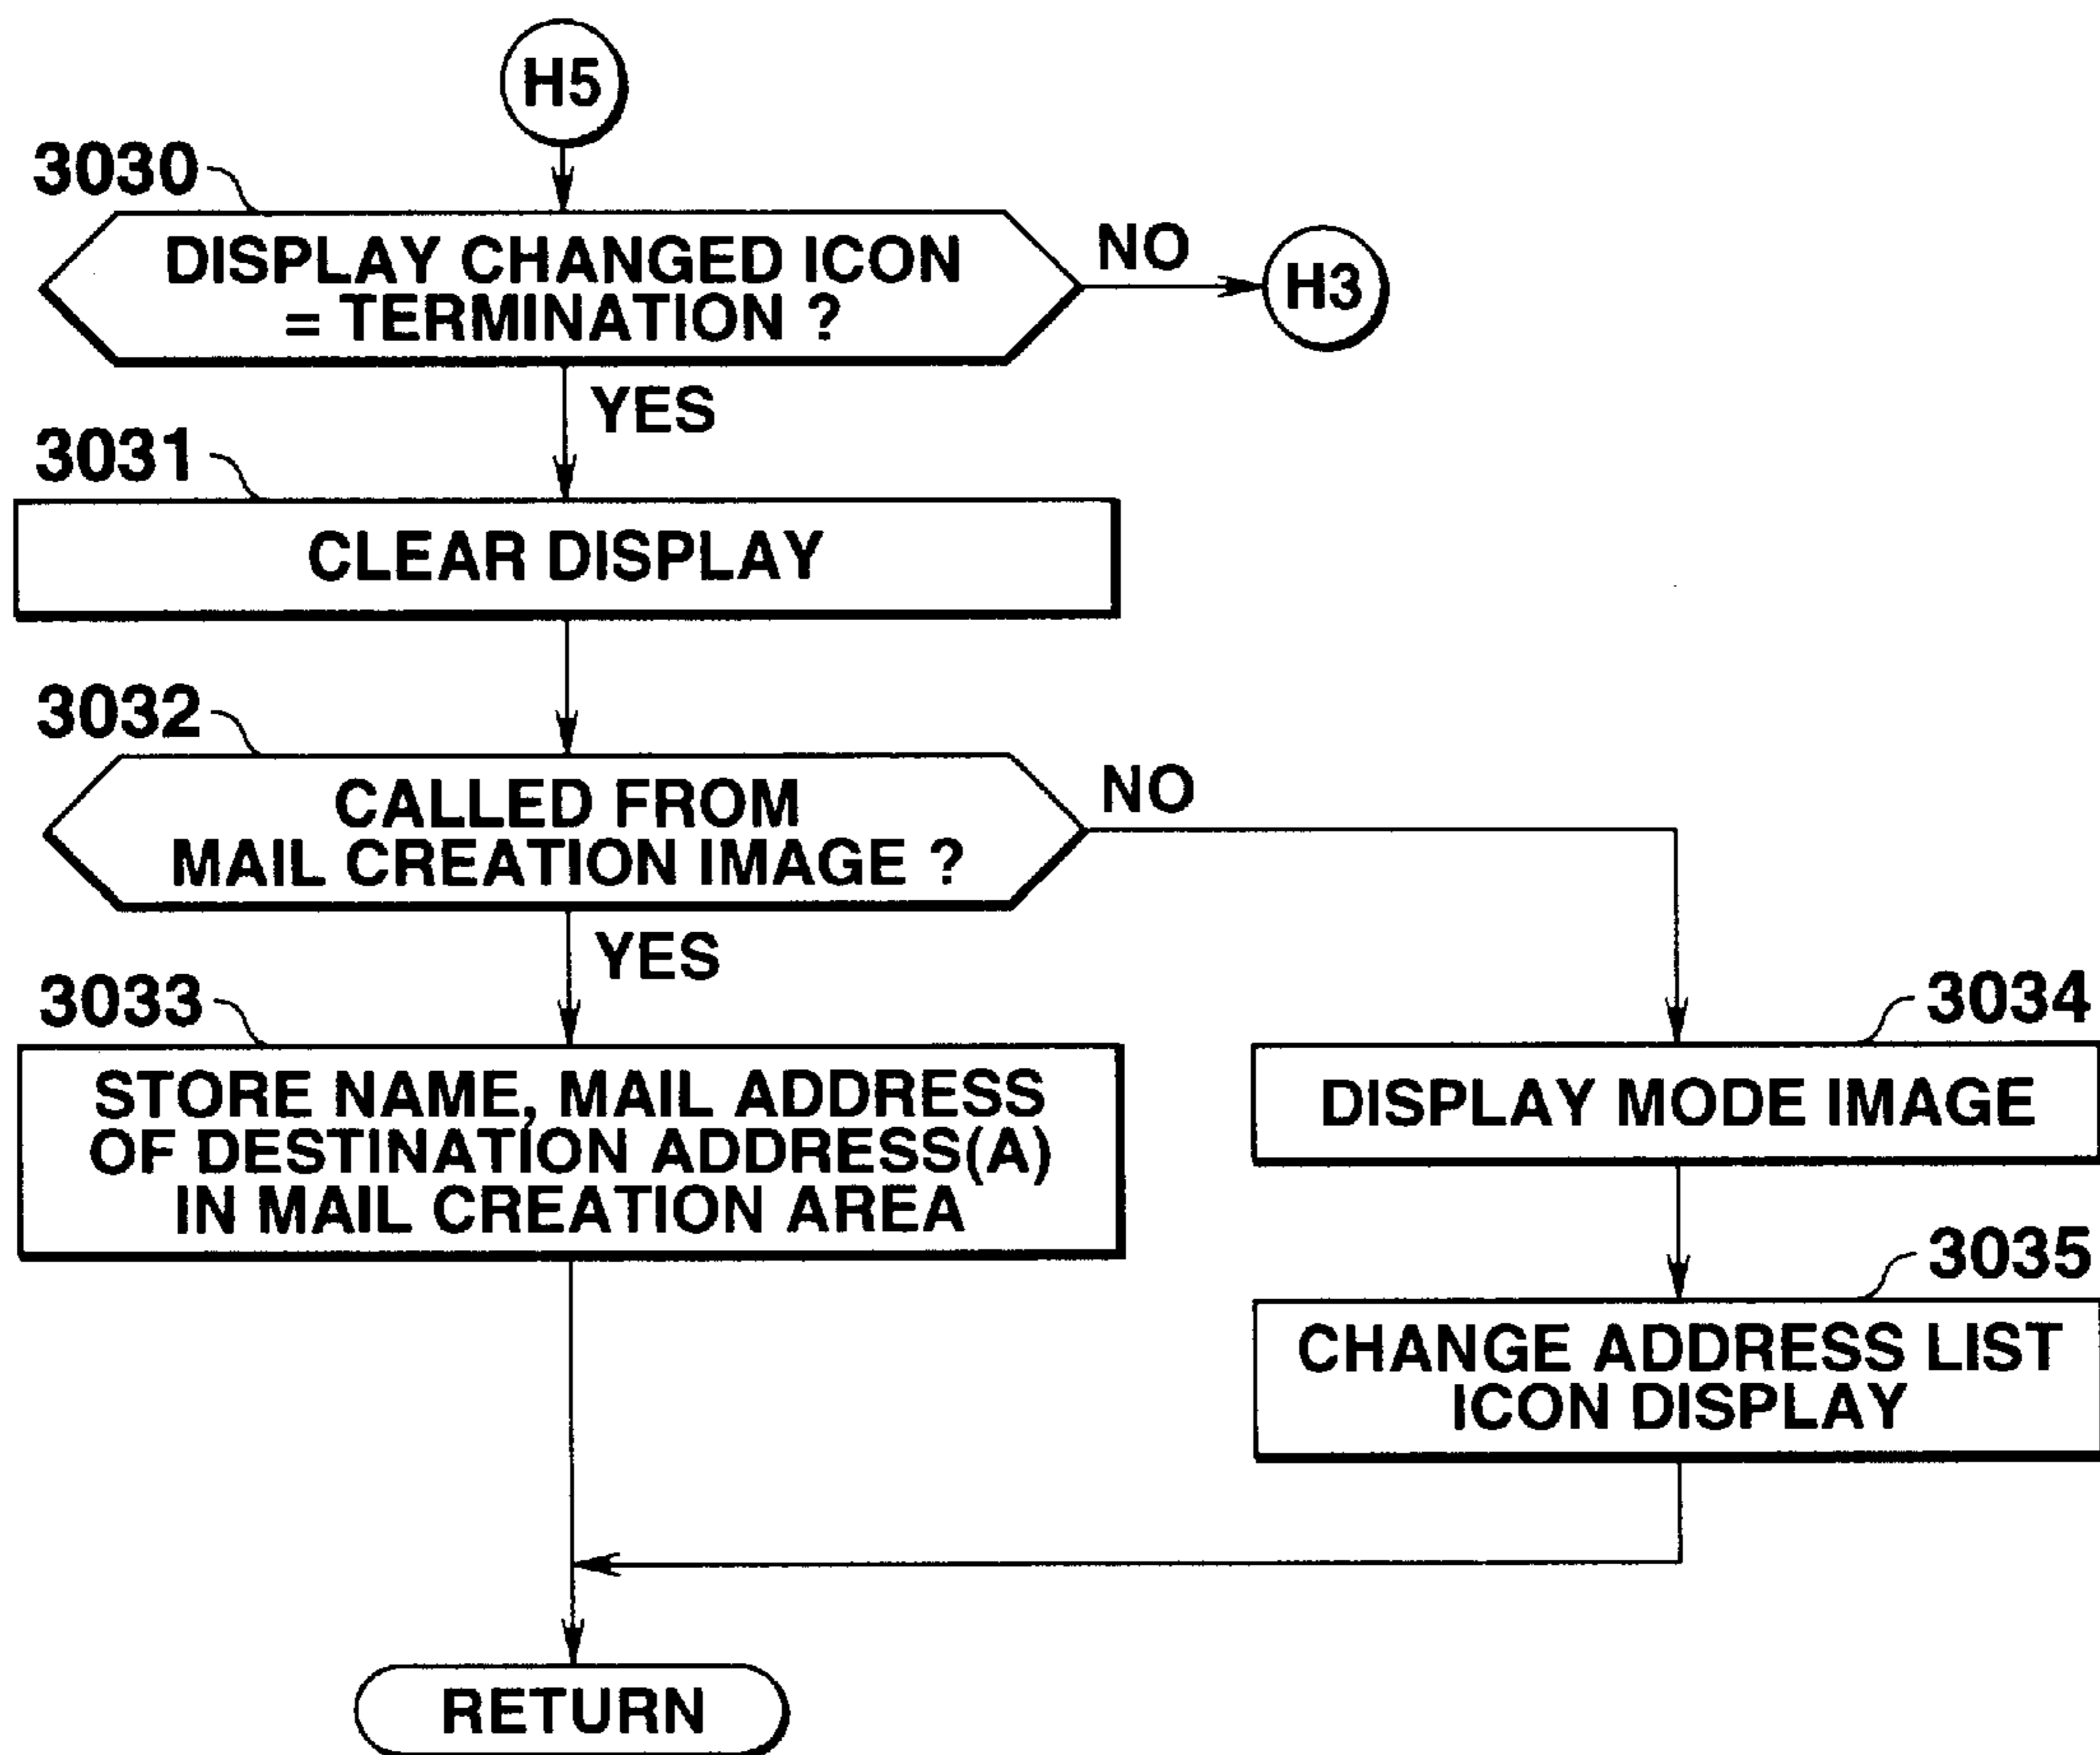 H5
3030
DISPLAY CHANGED ICON
= TERMINATION ?
NO
H3
YES
3031
CLEAR DISPLAY
3032
CALLED FROM
MAIL CREATION IMAGE ?
NO
YES
3033
STORE NAME, MAIL ADDRESS
OF DESTINATION ADDRESS(A)
IN MAIL CREATION AREA
3034
DISPLAY MODE IMAGE
3035
CHANGE ADDRESS LIST
ICON DISPLAY
RETURN